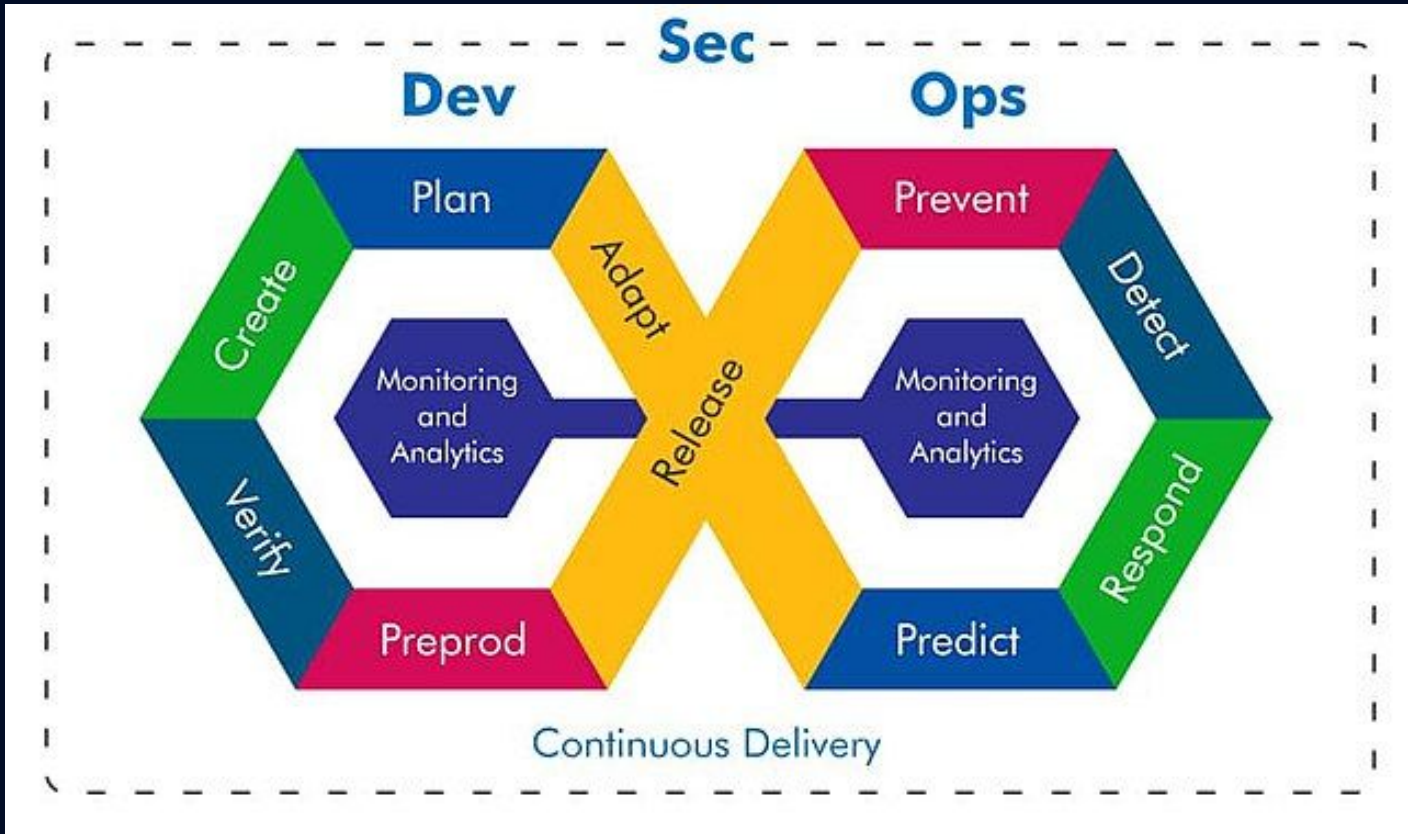 Sec
Dev
Ops
Plan
Adapt
Create
Monitoring
and
Analytics
Verify
Preprod
Release
Prevent
Detect
Monitoring
and
Analytics
Respond
Predict
Continuous Delivery